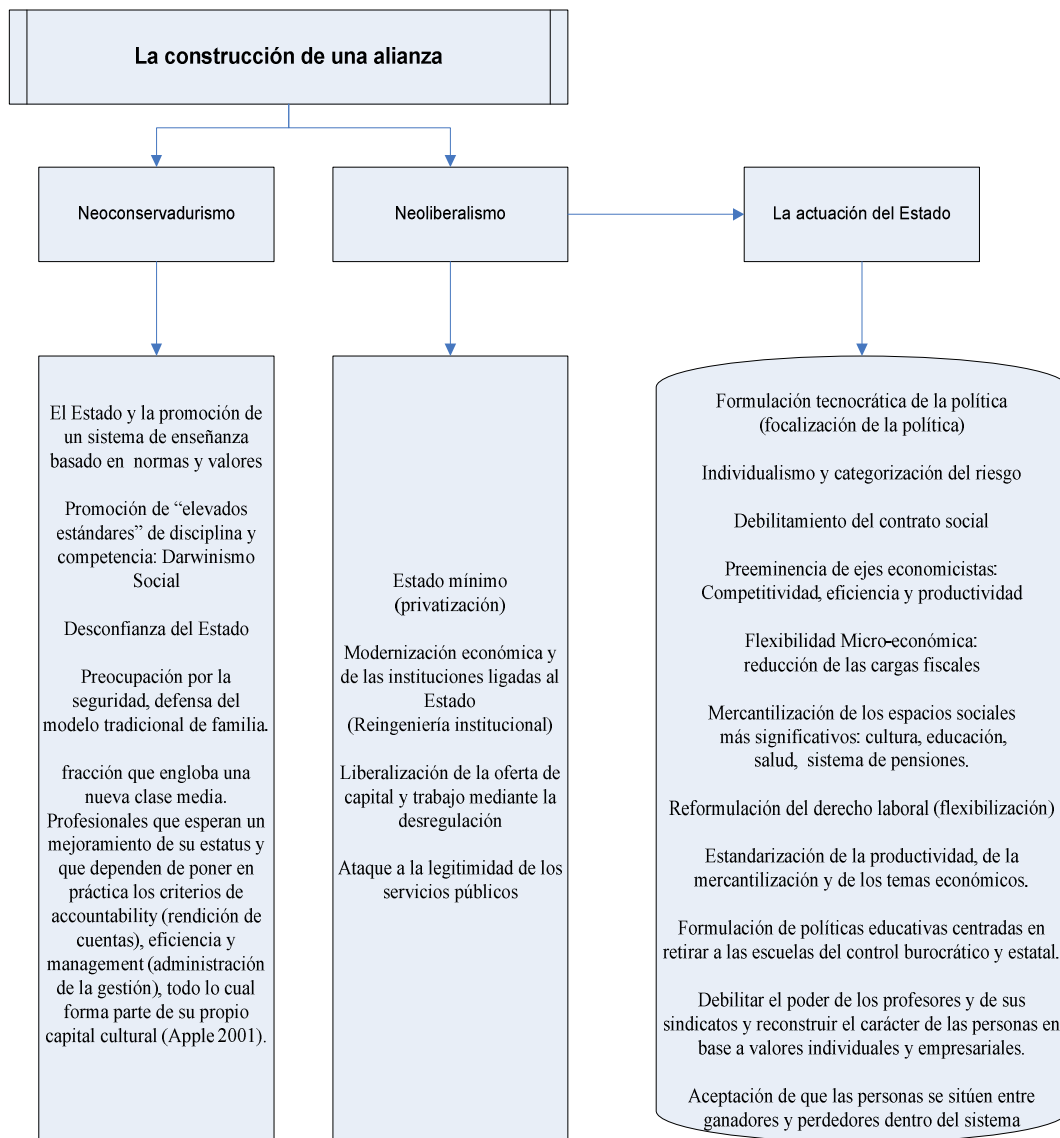 La construcción de una alianza
Neoconservadurismo
Neoliberalismo
La actuación del Estado
El Estado y la promoción de
un sistema de enseñanza
basado en normas y valores
Promoción de “elevados
estándares” de disciplina y
competencia: Darwinismo
Social
Desconfianza del Estado
Preocupación por la
seguridad, defensa del
modelo tradicional de familia.
fracción que engloba una
nueva clase media.
Profesionales que esperan un
mejoramiento de su estatus y
que dependen de poner en
práctica los criterios de
accountability (rendición de
cuentas), eficiencia y
management (administración
de la gestión), todo lo cual
forma parte de su propio
capital cultural (Apple 2001).
Estado mínimo
(privatización)
Modernización económica y
de las instituciones ligadas al
Estado
(Reingeniería institucional)
Liberalización de la oferta de
capital y trabajo mediante la
desregulación
Ataque a la legitimidad de los
servicios públicos
Formulación tecnocrática de la política
(focalización de la política)
Individualismo y categorización del riesgo
Debilitamiento del contrato social
Preeminencia de ejes economicistas:
Competitividad, eficiencia y productividad
Flexibilidad Micro-económica:
reducción de las cargas fiscales
Mercantilización de los espacios sociales
más significativos: cultura, educación,
salud, sistema de pensiones.
Reformulación del derecho laboral (flexibilización)
Estandarización de la productividad, de la
mercantilización y de los temas económicos.
Formulación de políticas educativas centradas en
retirar a las escuelas del control burocrático y estatal.
Debilitar el poder de los profesores y de sus
sindicatos y reconstruir el carácter de las personas en
base a valores individuales y empresariales.
Aceptación de que las personas se sitúen entre
ganadores y perdedores dentro del sistema